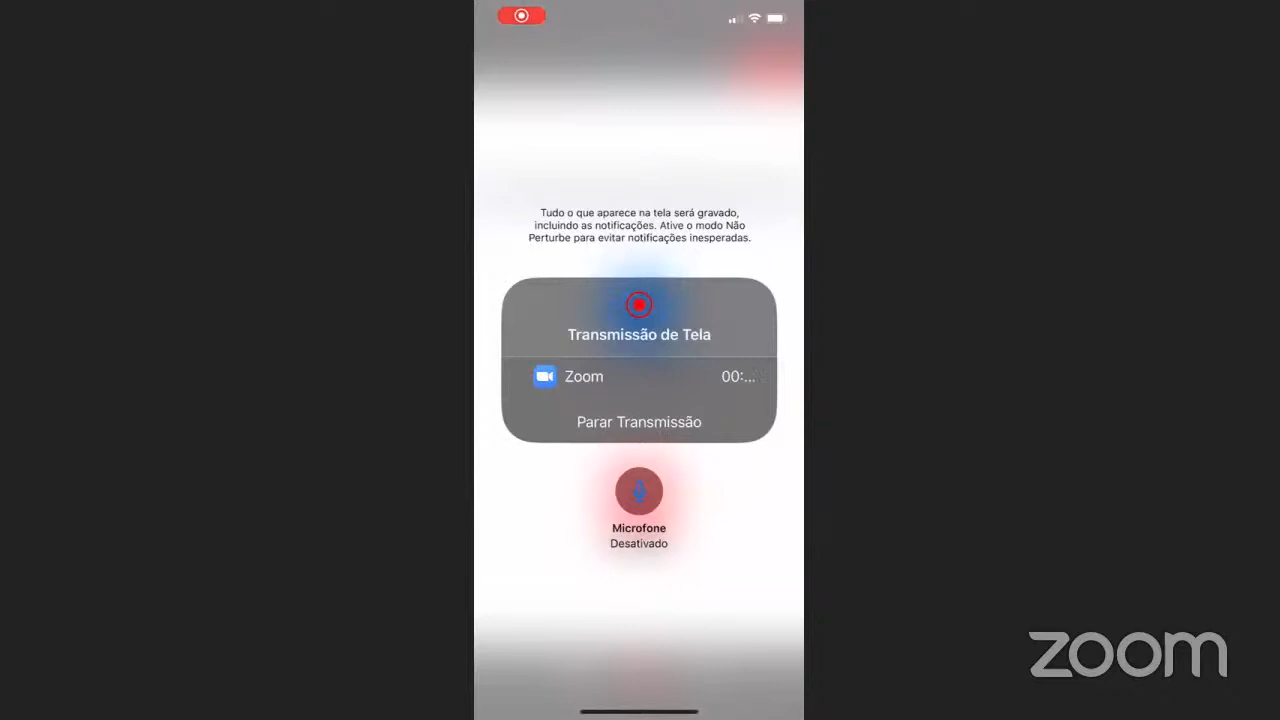 Tudo o que aparece na tela será gravado,
incluindo as notificações. Ative o modo Não
Perturbe para evitar notificações inesperadas.
Transmissão de Tela
Zoom 00:...
Parar Transmissão
Microfone
Desativado
zoom